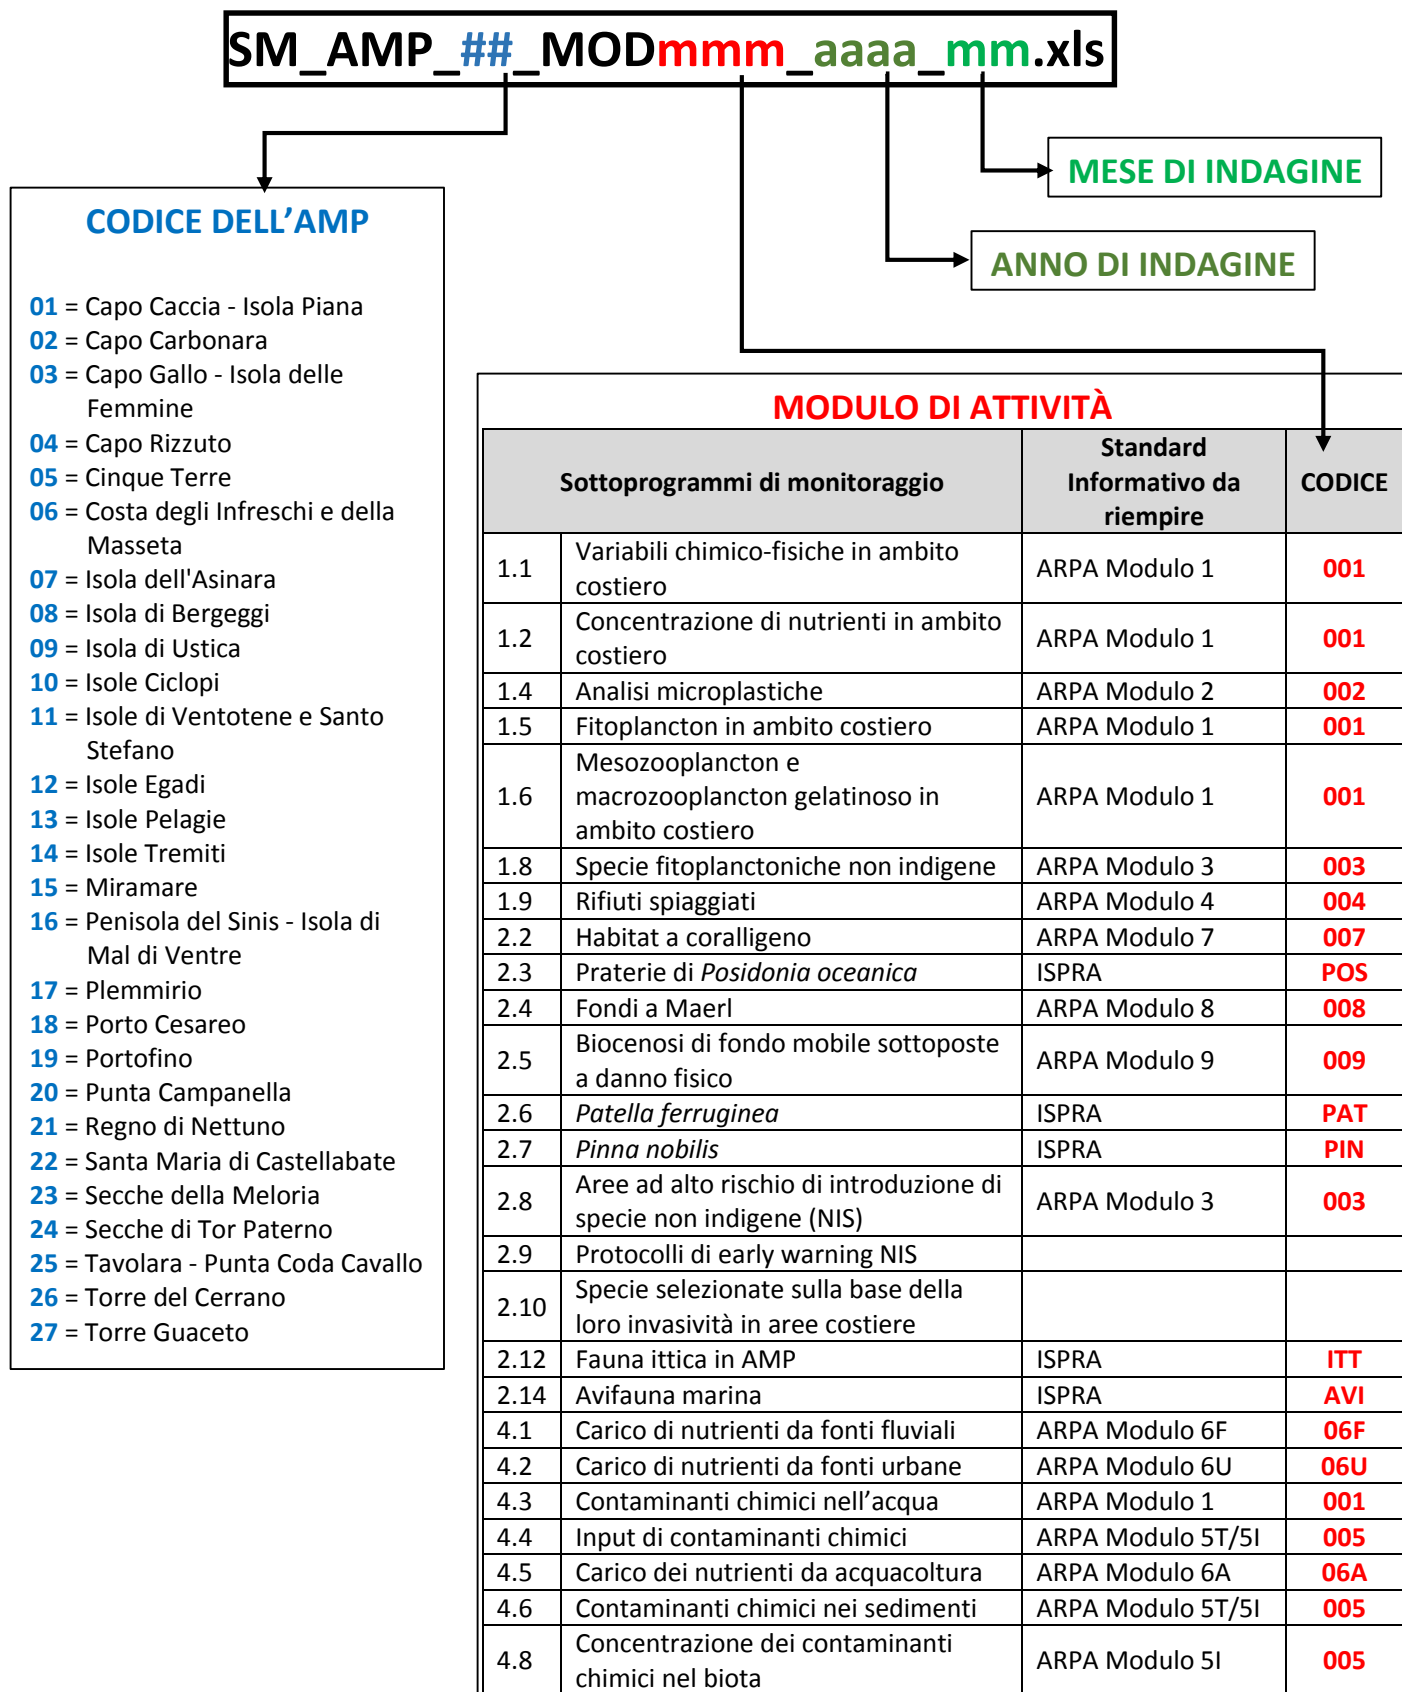 SM_AMP_##_MODmmm_aaaa_mm.xls
MESE DI INDAGINE
ANNO DI INDAGINE
CODICE DELL’AMP
01 = Capo Caccia - Isola Piana
02 = Capo Carbonara
03 = Capo Gallo - Isola delle
Femmine
04 = Capo Rizzuto
05 = Cinque Terre
06 = Costa degli Infreschi e della
Masseta
07 = Isola dell'Asinara
08 = Isola di Bergeggi
09 = Isola di Ustica
10 = Isole Ciclopi
11 = Isole di Ventotene e Santo
Stefano
12 = Isole Egadi
13 = Isole Pelagie
14 = Isole Tremiti
15 = Miramare
16 = Penisola del Sinis - Isola di
Mal di Ventre
17 = Plemmirio
18 = Porto Cesareo
19 = Portofino
20 = Punta Campanella
21 = Regno di Nettuno
22 = Santa Maria di Castellabate
23 = Secche della Meloria
24 = Secche di Tor Paterno
25 = Tavolara - Punta Coda Cavallo
26 = Torre del Cerrano
27 = Torre Guaceto
MODULO DI ATTIVITÀ
Sottoprogrammi di monitoraggio
Standard
Informativo da
riempire
CODICE
1.1 Variabili chimico-fisiche in ambito
costiero ARPA Modulo 1 001
1.2 Concentrazione di nutrienti in ambito
costiero ARPA Modulo 1 001
1.4 Analisi microplastiche ARPA Modulo 2 002
1.5 Fitoplancton in ambito costiero ARPA Modulo 1 001
1.6 Mesozooplancton e
macrozooplancton gelatinoso in
ambito costiero ARPA Modulo 1 001
1.8 Specie fitoplanctoniche non indigene ARPA Modulo 3 003
1.9 Rifiuti spiaggiati ARPA Modulo 4 004
2.2 Habitat a coralligeno ARPA Modulo 7 007
2.3 Praterie di Posidonia oceanica ISPRA POS
2.4 Fondi a Maerl ARPA Modulo 8 008
2.5 Biocenosi di fondo mobile sottoposte
a danno fisico ARPA Modulo 9 009
2.6 Patella ferruginea ISPRA PAT
2.7 Pinna nobilis ISPRA PIN
2.8 Aree ad alto rischio di introduzione di
specie non indigene (NIS) ARPA Modulo 3 003
2.9 Protocolli di early warning NIS
2.10 Specie selezionate sulla base della
loro invasività in aree costiere
2.12 Fauna ittica in AMP ISPRA ITT
2.14 Avifauna marina ISPRA AVI
4.1 Carico di nutrienti da fonti fluviali ARPA Modulo 6F 06F
4.2 Carico di nutrienti da fonti urbane ARPA Modulo 6U 06U
4.3 Contaminanti chimici nell’acqua ARPA Modulo 1 001
4.4 Input di contaminanti chimici ARPA Modulo 5T/5I 005
4.5 Carico dei nutrienti da acquacoltura ARPA Modulo 6A 06A
4.6 Contaminanti chimici nei sedimenti ARPA Modulo 5T/5I 005
4.8 Concentrazione dei contaminanti
chimici nel biota ARPA Modulo 5I 005